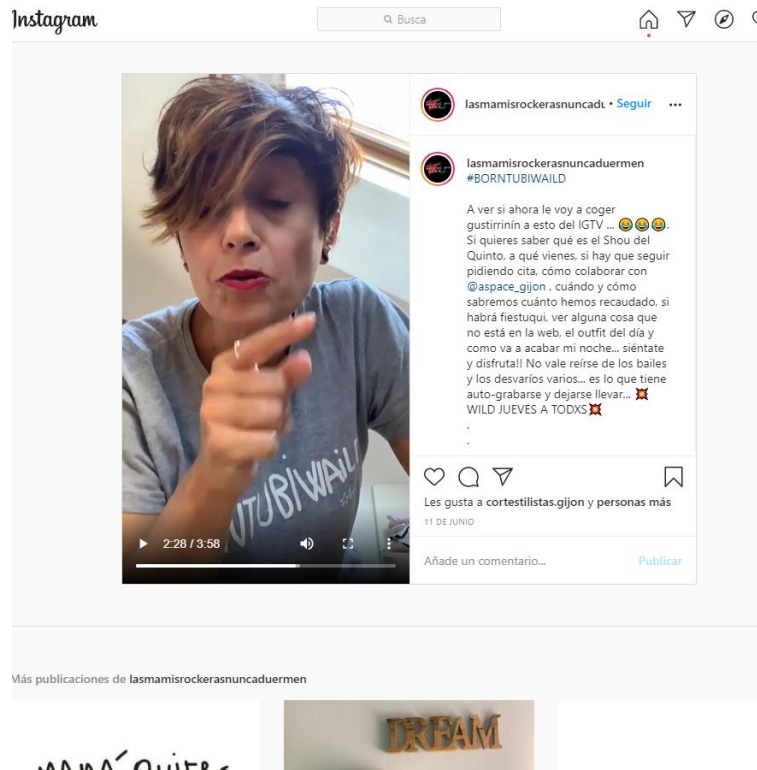 Instagram
Busca
lasmamisrockerasnuncadu • Seguir
lasmamisrockerasnuncaduermen
#BORNTUBIWAILD
A ver si ahora le voy a coger
gustirrinín a esto del IGTV ... 😂😂😂.
Si quieres saber qué es el Shou del
Quinto, a qué vienes, si hay que seguir
pidiendo cita, cómo colaborar con
@aspace_gijon , cuándo y cómo
sabremos cuánto hemos recaudado, si
habrá fiestuqui, ver alguna cosa que
no está en la web, el outfit del día y
como va a acabar mi noche... siéntate
y disfruta!! No vale reírse de los bailes
y los desvaríos varios... es lo que tiene
auto-grabarse y dejarse llevar... 💥
WILD JUEVES A TODXS💥
.
.
NTUBIWAILD
2:28 / 3:58
Les gusta a cortestilistas.gijon y personas más
11 DE JUNIO
Añade un comentario...
Publicar
Más publicaciones de lasmamisrockerasnuncaduermen
DREAM